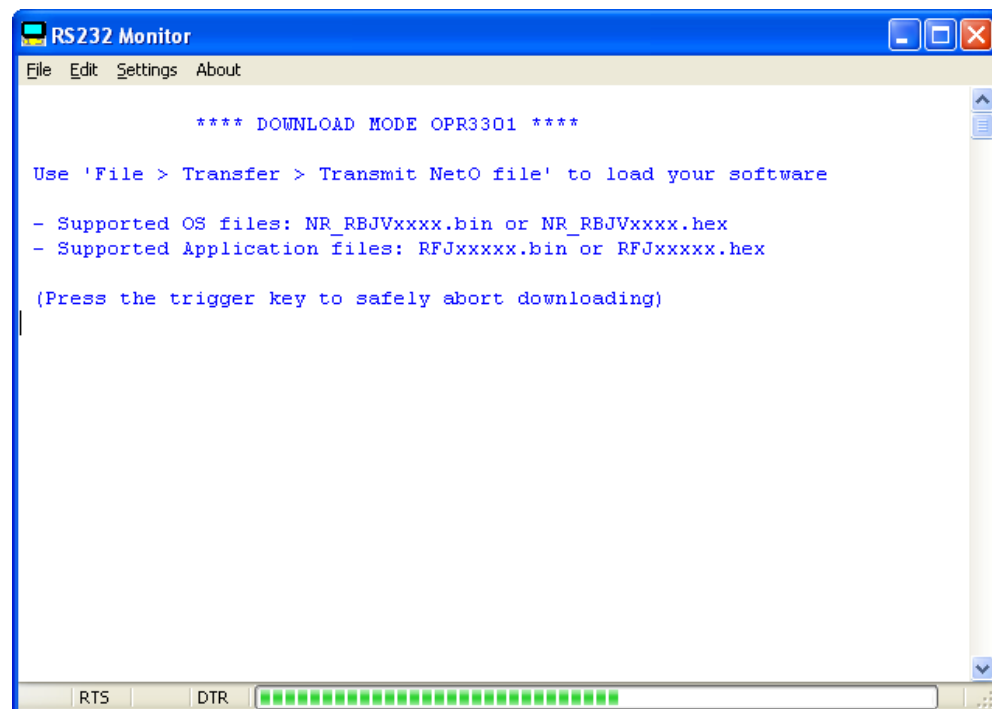 RS232 Monitor
File Edit Settings About
**** DOWNLOAD MODE OPR3301 ****
Use 'File > Transfer > Transmit NetO file' to load your software
- Supported OS files: NR_RBJVxxxx.bin or NR_RBJVxxxx.hex
- Supported Application files: RFJxxxxx.bin or RFJxxxxx.hex
(Press the trigger key to safely abort downloading)
RTS DTR